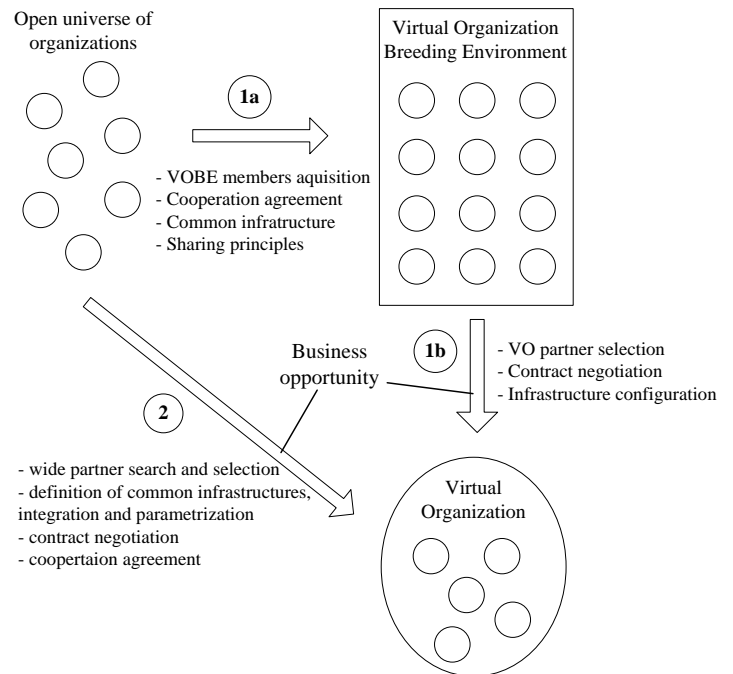 Open universe of
organizations
Virtual Organization
Breeding Environment
1a
- VOBE members aquisition
- Cooperation agreement
- Common infratructure
- Sharing principles
1b
- VO partner selection
- Contract negotiation
- Infrastructure configuration
Business
opportunity
2
- wide partner search and selection
- definition of common infrastructures,
integration and parametrization
- contract negotiation
- coopertaion agreement
Virtual
Organization